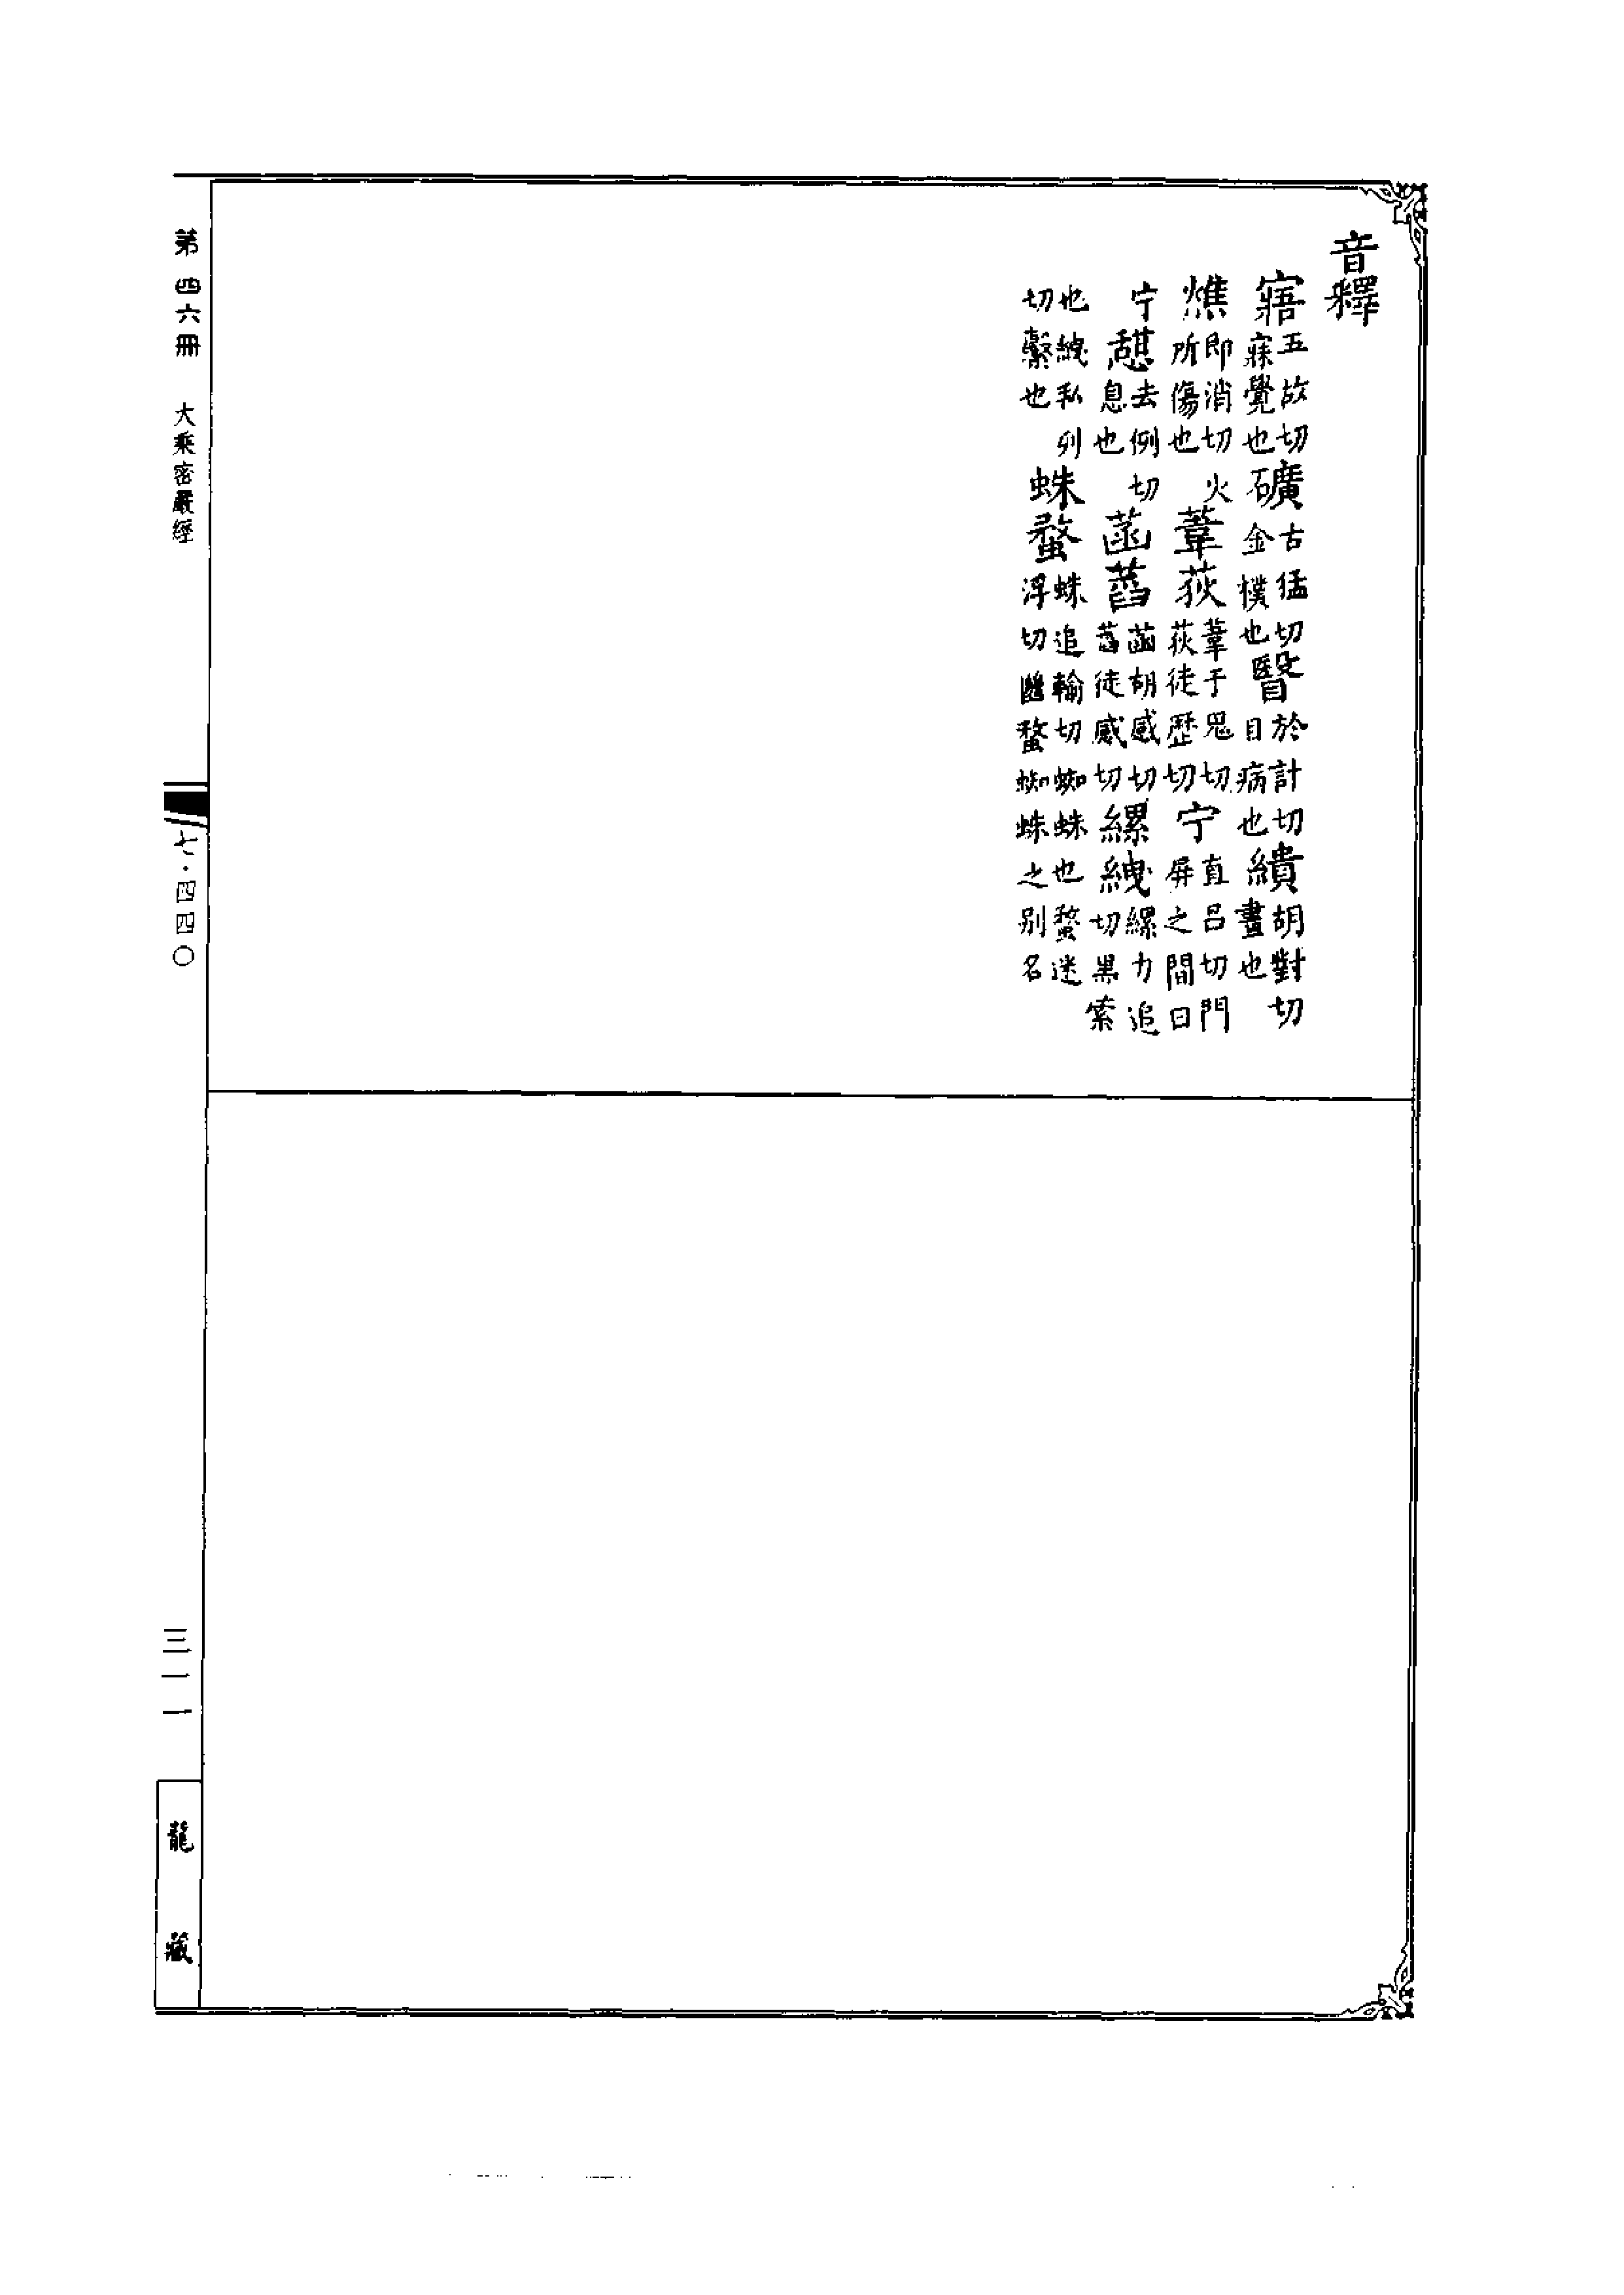 音釋
寤五故切寐覺也礦古猛切金樸也瞖於計切目病也繢胡對切畫也
燋即消切火所傷也葦荻葦于鬼切荻徒歷切宁直呂切門屏之間曰
宁憇去例切息也菡萏菡胡感切萏徒感切縲絏縲力追切黑索
也絏私列切繫也蛛蝥蛛追輸切蜘蛛也蝥迷浮切蝥蜘蛛之别名
第四六冊 大乘密嚴經
七·四四〇
三一一
龍藏